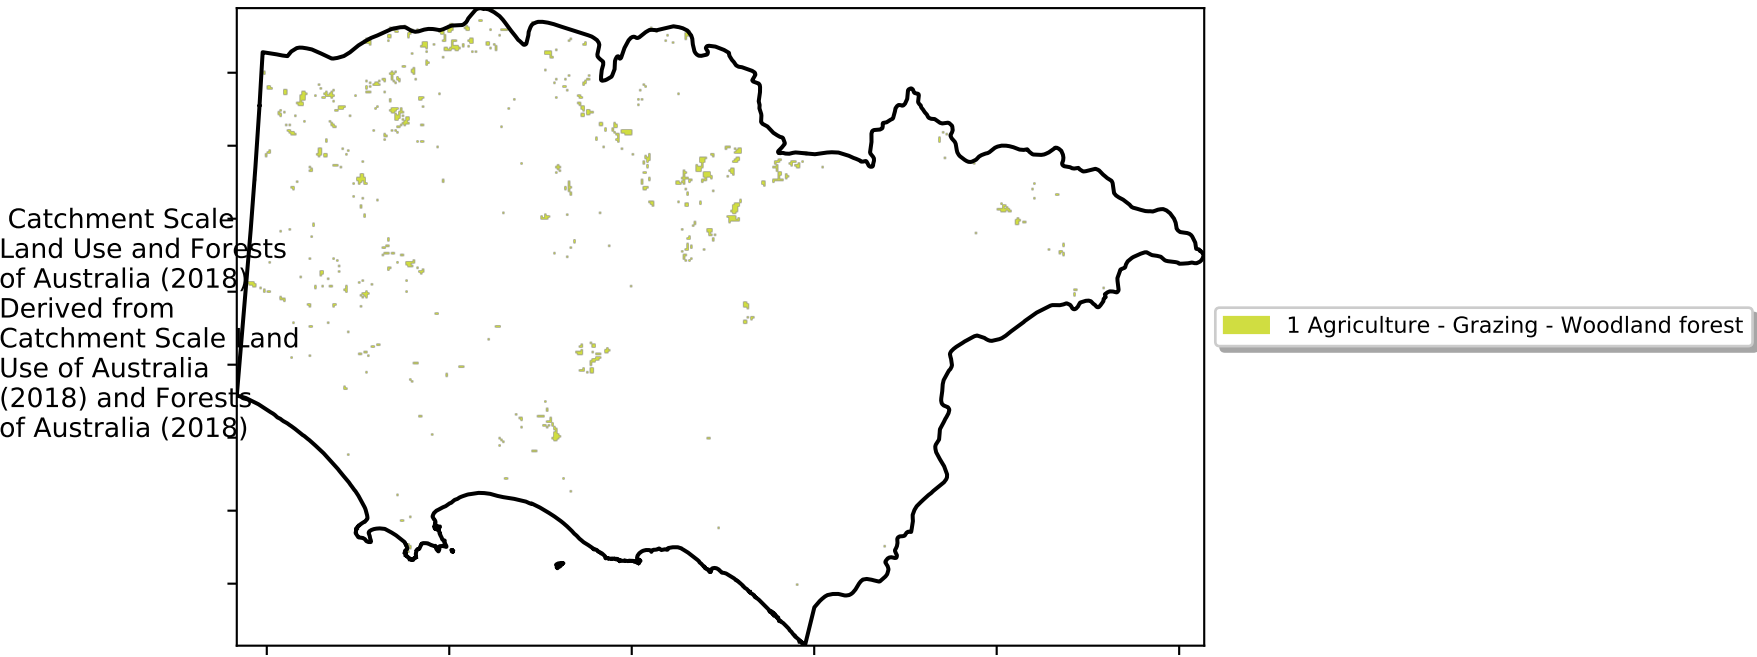 Catchment Scale
Land Use and Forests
of Australia (2018)
Derived from
Catchment Scale Land
Use of Australia
(2018) and Forests
of Australia (2018)
1 Agriculture - Grazing - Woodland forest